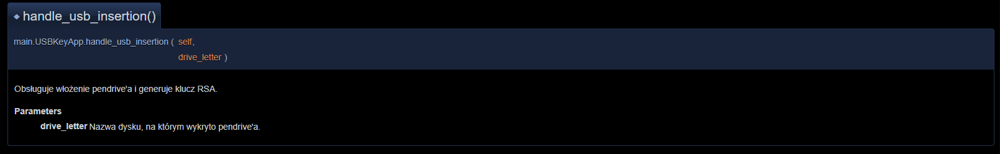 ◆ handle_usb_insertion()
main.USBKeyApp.handle_usb_insertion ( self,
drive_letter )
Obsługuje włożenie pendrive'a i generuje klucz RSA.
Parameters
drive_letter Nazwa dysku, na którym wykryto pendrive'a.